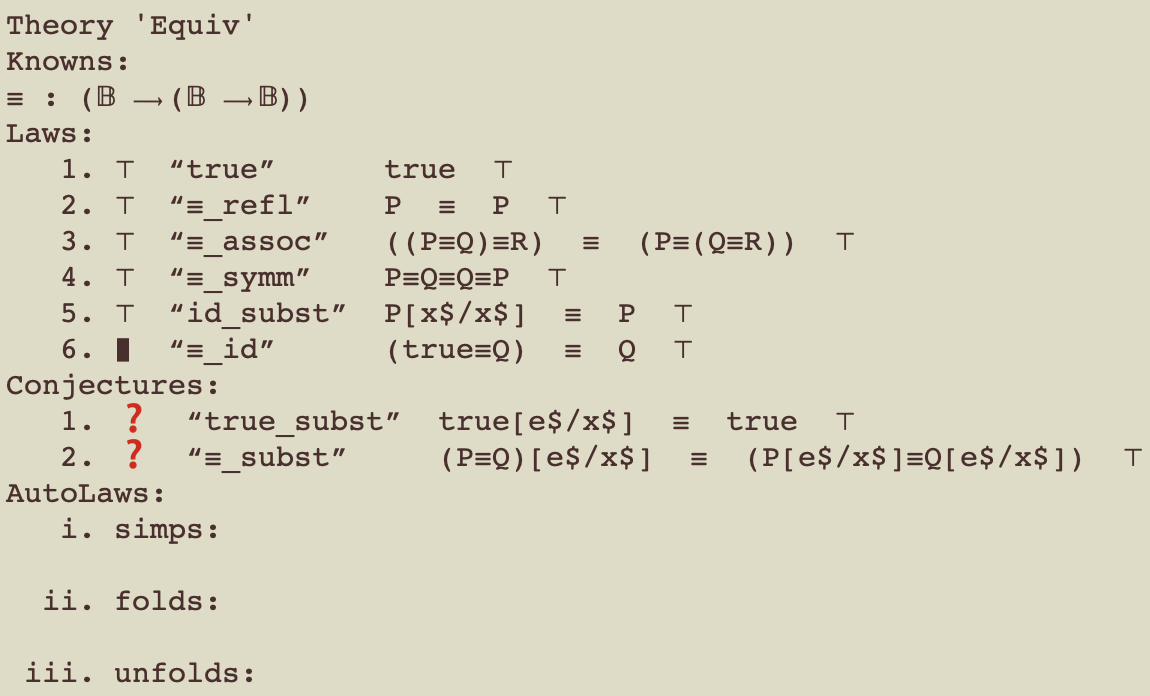 Theory 'Equiv'
Knowns:
≡ : (𝔹 ⟶(𝔹 ⟶𝔹))
Laws:
1. ⊤ “true” true ⊤
2. ⊤ “≡_refl” P ≡ P ⊤
3. ⊤ “≡_assoc” ((P≡Q)≡R) ≡ (P≡(Q≡R)) ⊤
4. ⊤ “≡_symm” P≡Q≡Q≡P ⊤
5. ⊤ “id_subst” P[x$/x$] ≡ P ⊤
6. ∎ “≡_id” (true≡Q) ≡ Q ⊤
Conjectures:
1. ❓ “true_subst” true[e$/x$] ≡ true ⊤
2. ❓ “≡_subst” (P≡Q)[e$/x$] ≡ (P[e$/x$]≡Q[e$/x$]) ⊤
AutoLaws:
i. simps:
ii. folds:
iii. unfolds: